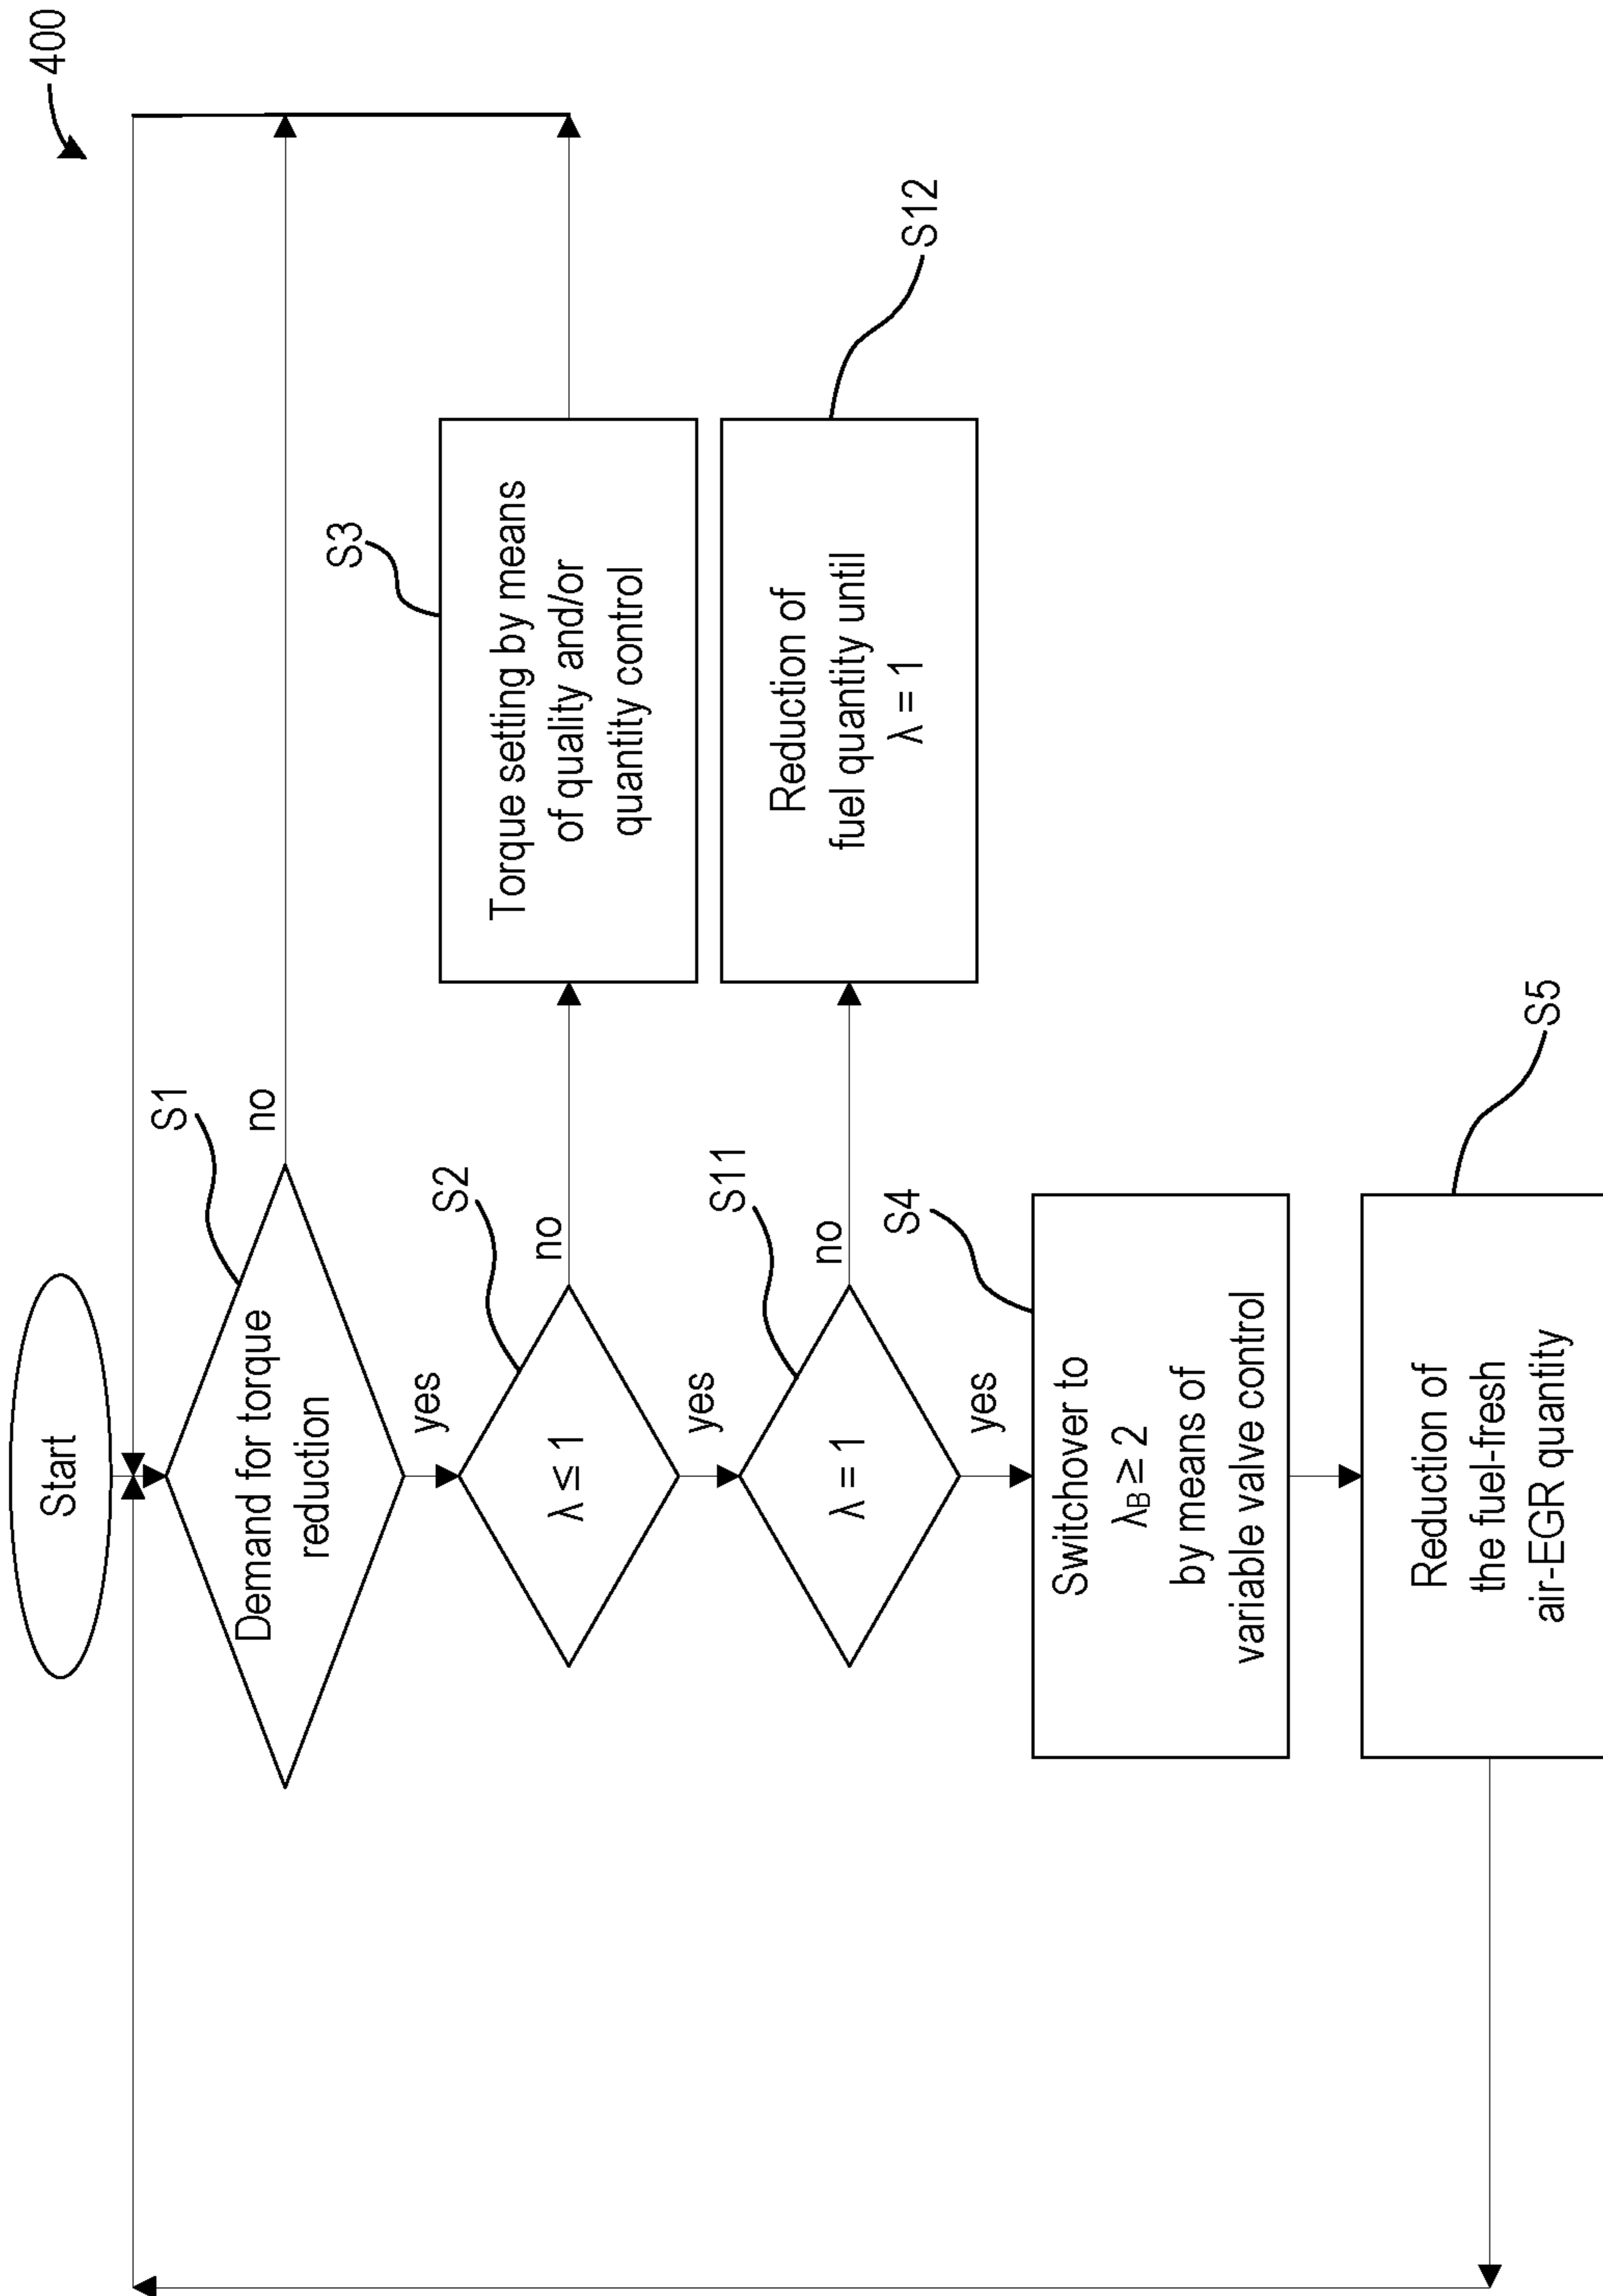 400
Start
S1
Demand for torque
reduction
no
yes
S2
λ ≤ 1
no
S3
Torque setting by means
of quality and/or
quantity control
yes
S11
λ = 1
no
S12
Reduction of
fuel quantity until
λ = 1
yes
S4
Switchover to
λB ≥ 2
by means of
variable valve control
S5
Reduction of
the fuel-fresh
air-EGR quantity